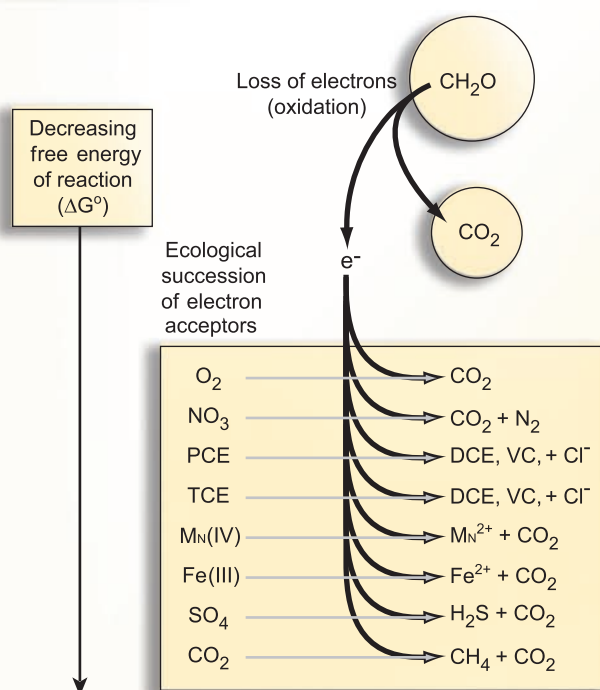 Loss of electrons
(oxidation)
CH₂O
Decreasing
free energy
of reaction
(ΔG°)
CO₂
e⁻
Ecological
succession
of electron
acceptors
O₂ CO₂
NO₃ CO₂ + N₂
PCE DCE, VC, + Cl⁻
TCE DCE, VC, + Cl⁻
MN(IV) MN²⁺ + CO₂
Fe(III) Fe²⁺ + CO₂
SO₄ H₂S + CO₂
CO₂ CH₄ + CO₂